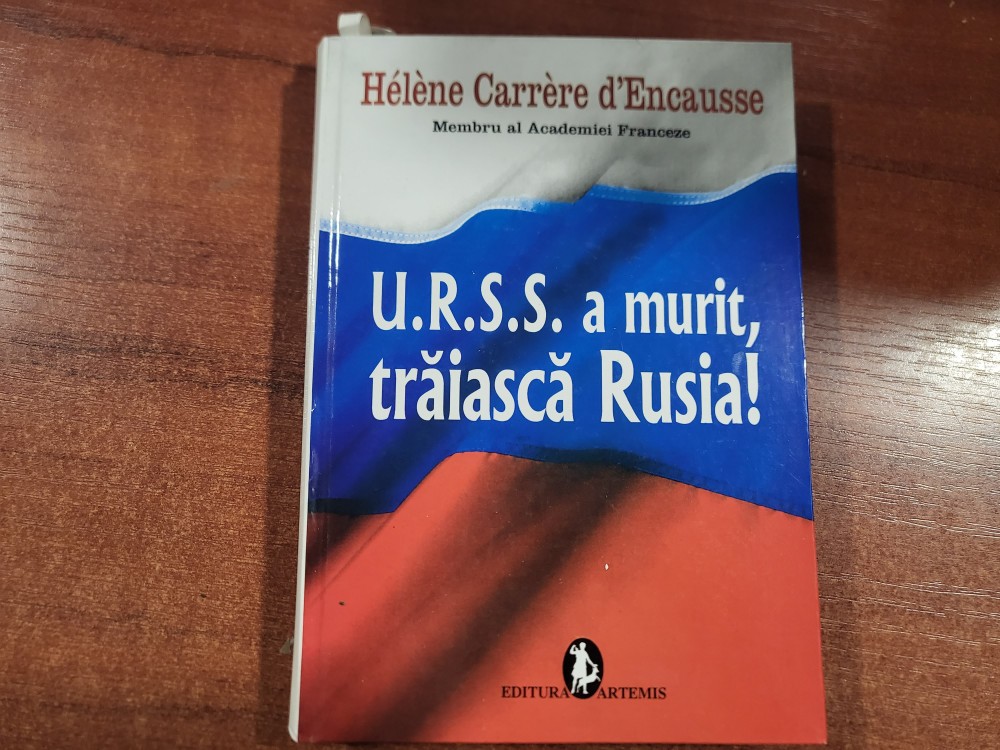 Hélène Carrère d'Encausse
Membru al Academiei Franceze
U.R.S.S. a murit,
trăiască Rusia!
EDITURA ARTEMIS